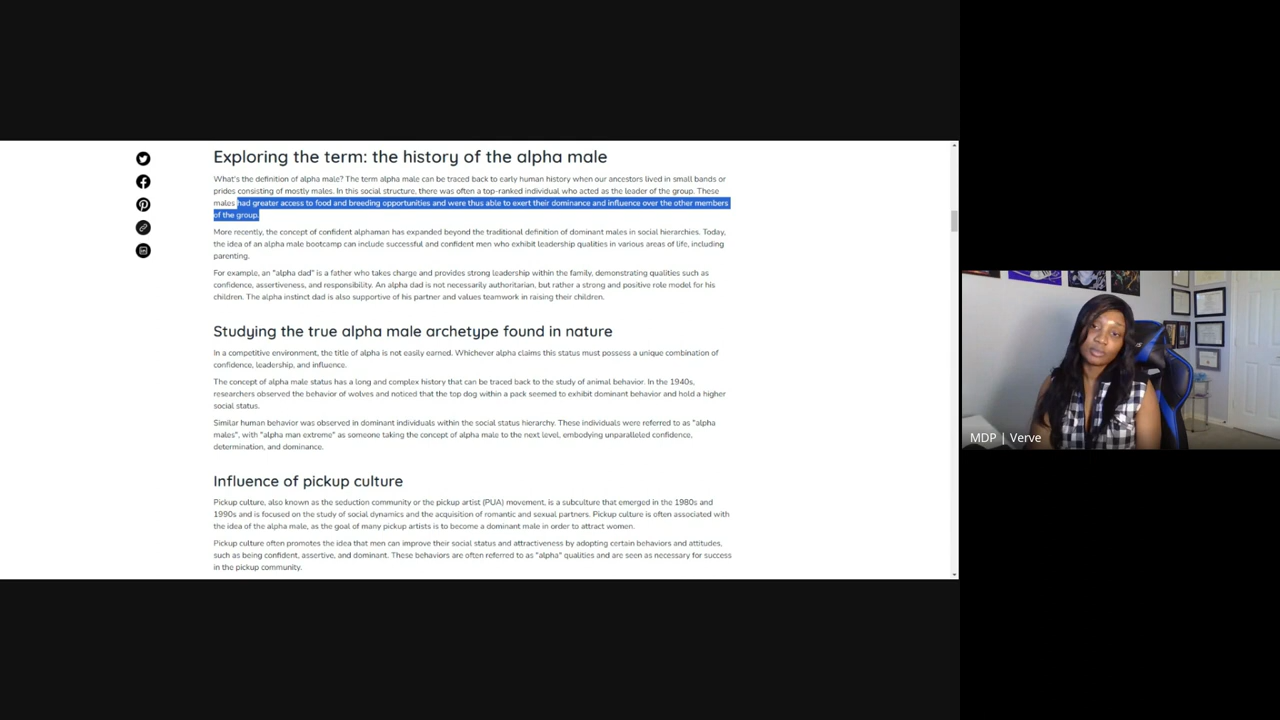 Exploring the term: the history of the alpha male
What's the definition of alpha male? The term alpha male can be traced back to early human history when our ancestors lived in small bands or
prides consisting of mostly males. In this social structure, there was often a top-ranked individual who acted as the leader of the group. These
males had greater access to food and breeding opportunities and were thus able to exert their dominance and influence over the other members
of the group.
More recently, the concept of confident alphaman has expanded beyond the traditional definition of dominant males in social hierarchies. Today,
the idea of an alpha male bootcamp can include successful and confident men who exhibit leadership qualities in various areas of life, including
parenting.
For example, an "alpha dad" is a father who takes charge and provides strong leadership within the family, demonstrating qualities such as
confidence, assertiveness, and responsibility. An alpha dad is not necessarily authoritarian, but rather a strong and positive role model for his
children. The alpha instinct dad is also supportive of his partner and values teamwork in raising their children.
Studying the true alpha male archetype found in nature
In a competitive environment, the title of alpha is not easily earned. Whichever alpha claims this status must possess a unique combination of
confidence, leadership, and influence.
The concept of alpha male status has a long and complex history that can be traced back to the study of animal behavior. In the 1940s,
researchers observed the behavior of wolves and noticed that the top dog within a pack seemed to exhibit dominant behavior and hold a higher
social status.
Similar human behavior was observed in dominant individuals within the social status hierarchy. These individuals were referred to as "alpha
males", with "alpha man extreme" as someone taking the concept of alpha male to the next level, embodying unparalleled confidence,
determination, and dominance.
Influence of pickup culture
Pickup culture, also known as the seduction community or the pickup artist (PUA) movement, is a subculture that emerged in the 1980s and
1990s and is focused on the study of social dynamics and the acquisition of romantic and sexual partners. Pickup culture is often associated with
the idea of the alpha male, as the goal of many pickup artists is to become a dominant male in order to attract women.
Pickup culture often promotes the idea that men can improve their social status and attractiveness by adopting certain behaviors and attitudes,
such as being confident, assertive, and dominant. These behaviors are often referred to as "alpha" qualities and are seen as necessary for success
in the pickup community.
MDP | Verve